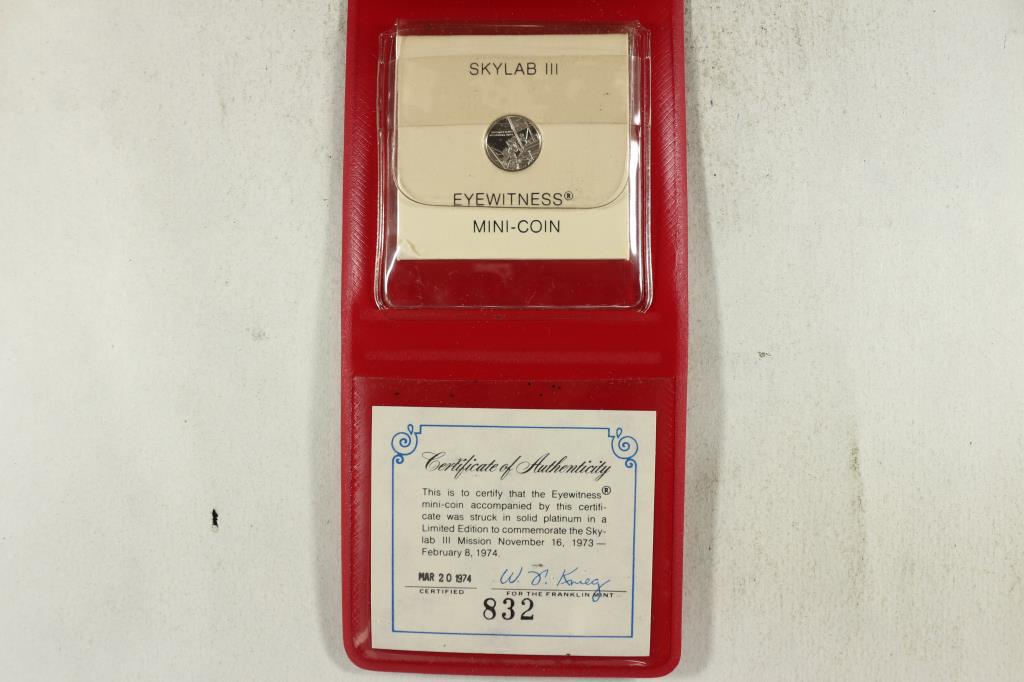 SKYLAB III
EYEWITNESS®
MINI-COIN
Certificate of Authenticity
This is to certify that the Eyewitness®
mini-coin accompanied by this certifi-
cate was struck in solid platinum in a
Limited Edition to commemorate the Sky-
lab III Mission November 16, 1973—
February 8, 1974.
MAR 20 1974
CERTIFIED
FOR THE FRANKLIN MINT
832